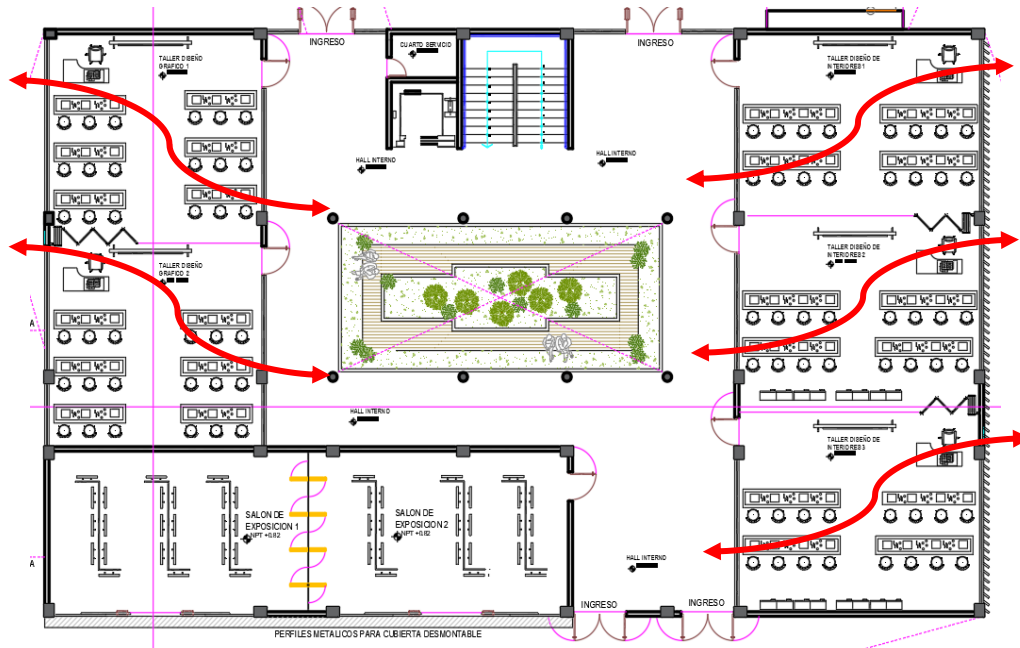 INGRESO
INGRESO
CUARTO SERVICIO
TALLER DISEÑO
GRAFICO 1
TALLER DISEÑO DE
INTERIORES 1
HALL INTERNO
HALL INTERNO
TALLER DISEÑO
GRAFICO 2
TALLER DISEÑO DE
INTERIORES 2
A
HALL INTERNO
TALLER DISEÑO DE
INTERIORES 3
SALON DE
EXPOSICION 1
NPT +0.82
SALON DE
EXPOSICION 2
NPT +0.82
HALL INTERNO
A
INGRESO
INGRESO
PERFILES METALICOS PARA CUBIERTA DESMONTABLE